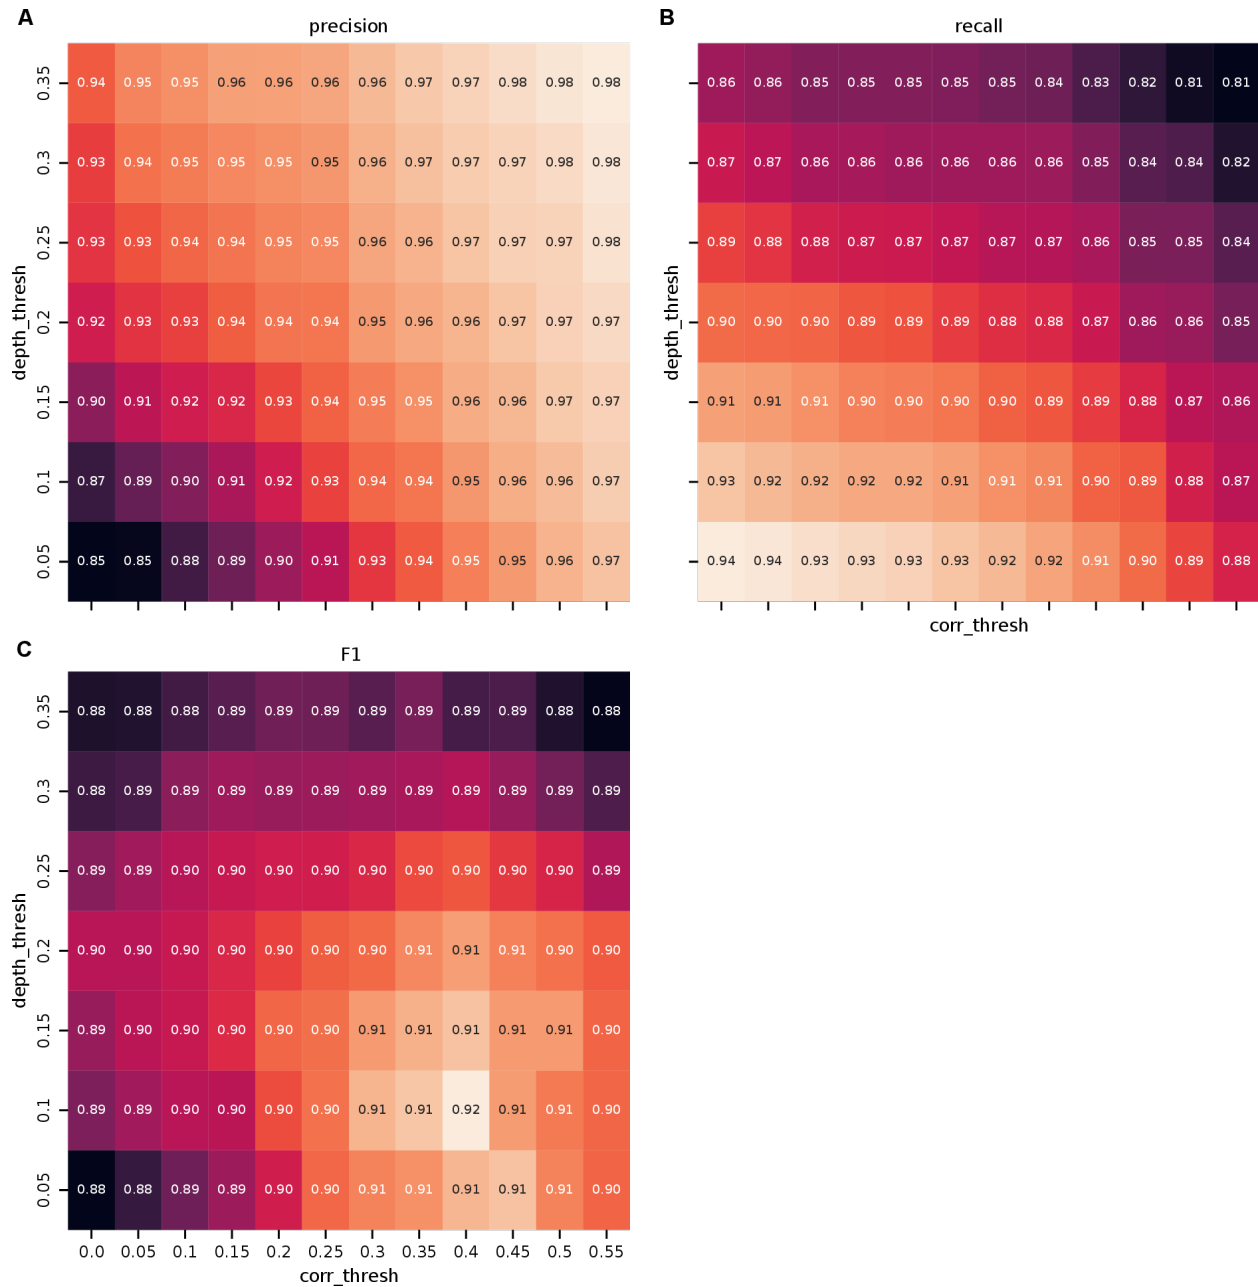 A
precision
0.35 0.94 0.95 0.95 0.96 0.96 0.96 0.96 0.97 0.97 0.98 0.98 0.98
0.3 0.93 0.94 0.95 0.95 0.95 0.95 0.96 0.97 0.97 0.97 0.98 0.98
0.25 0.93 0.93 0.94 0.94 0.95 0.95 0.96 0.96 0.97 0.97 0.97 0.98
0.2 0.92 0.93 0.93 0.94 0.94 0.94 0.95 0.96 0.96 0.97 0.97 0.97
0.15 0.90 0.91 0.92 0.92 0.93 0.94 0.95 0.95 0.96 0.96 0.97 0.97
0.1 0.87 0.89 0.90 0.91 0.92 0.93 0.94 0.94 0.95 0.96 0.96 0.97
0.05 0.85 0.85 0.88 0.89 0.90 0.91 0.93 0.94 0.95 0.95 0.96 0.97
depth_thresh
B
recall
0.86 0.86 0.85 0.85 0.85 0.85 0.85 0.84 0.83 0.82 0.81 0.81
0.87 0.87 0.86 0.86 0.86 0.86 0.86 0.86 0.85 0.84 0.84 0.82
0.89 0.88 0.88 0.87 0.87 0.87 0.87 0.87 0.86 0.85 0.85 0.84
0.90 0.90 0.90 0.89 0.89 0.89 0.88 0.88 0.87 0.86 0.86 0.85
0.91 0.91 0.91 0.90 0.90 0.90 0.90 0.89 0.89 0.88 0.87 0.86
0.93 0.92 0.92 0.92 0.92 0.91 0.91 0.91 0.90 0.89 0.88 0.87
0.94 0.94 0.93 0.93 0.93 0.93 0.92 0.92 0.91 0.90 0.89 0.88
depth_thresh
corr_thresh
C
F1
0.35 0.88 0.88 0.88 0.89 0.89 0.89 0.89 0.89 0.89 0.89 0.88 0.88
0.3 0.88 0.89 0.89 0.89 0.89 0.89 0.89 0.89 0.89 0.89 0.89 0.89
0.25 0.89 0.89 0.90 0.90 0.90 0.90 0.90 0.90 0.90 0.90 0.90 0.89
0.2 0.90 0.90 0.90 0.90 0.90 0.90 0.90 0.91 0.91 0.91 0.90 0.90
0.15 0.89 0.90 0.90 0.90 0.90 0.90 0.91 0.91 0.91 0.91 0.91 0.90
0.1 0.89 0.89 0.90 0.90 0.90 0.90 0.91 0.91 0.92 0.91 0.91 0.90
0.05 0.88 0.88 0.89 0.89 0.90 0.90 0.91 0.91 0.91 0.91 0.91 0.90
depth_thresh
0.0 0.05 0.1 0.15 0.2 0.25 0.3 0.35 0.4 0.45 0.5 0.55
corr_thresh